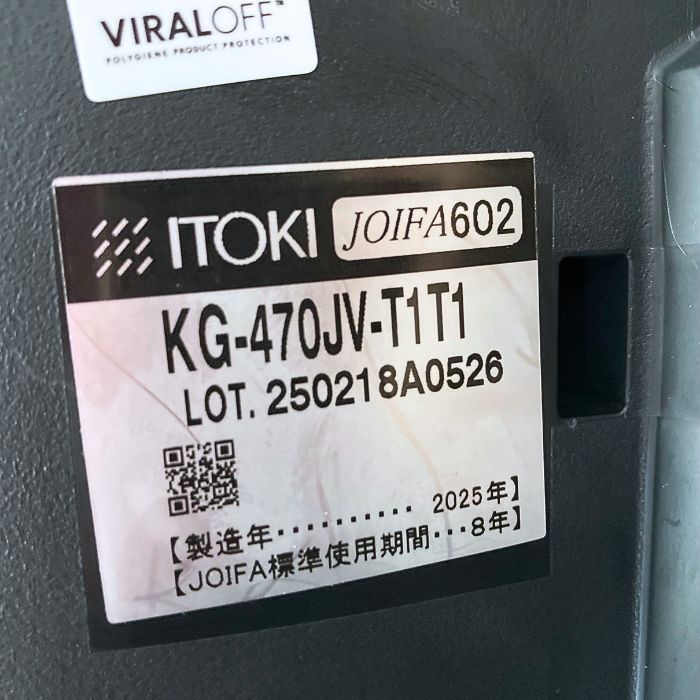 VIRALOFF™
POLYGIENE PRODUCT PROTECTION
ITOKI JOIFA602
KG-470JV-T1T1
LOT. 250218A0526
【製造年・・・・・・・・・・ 2025年】
【JOIFA標準使用期間・・・8年】